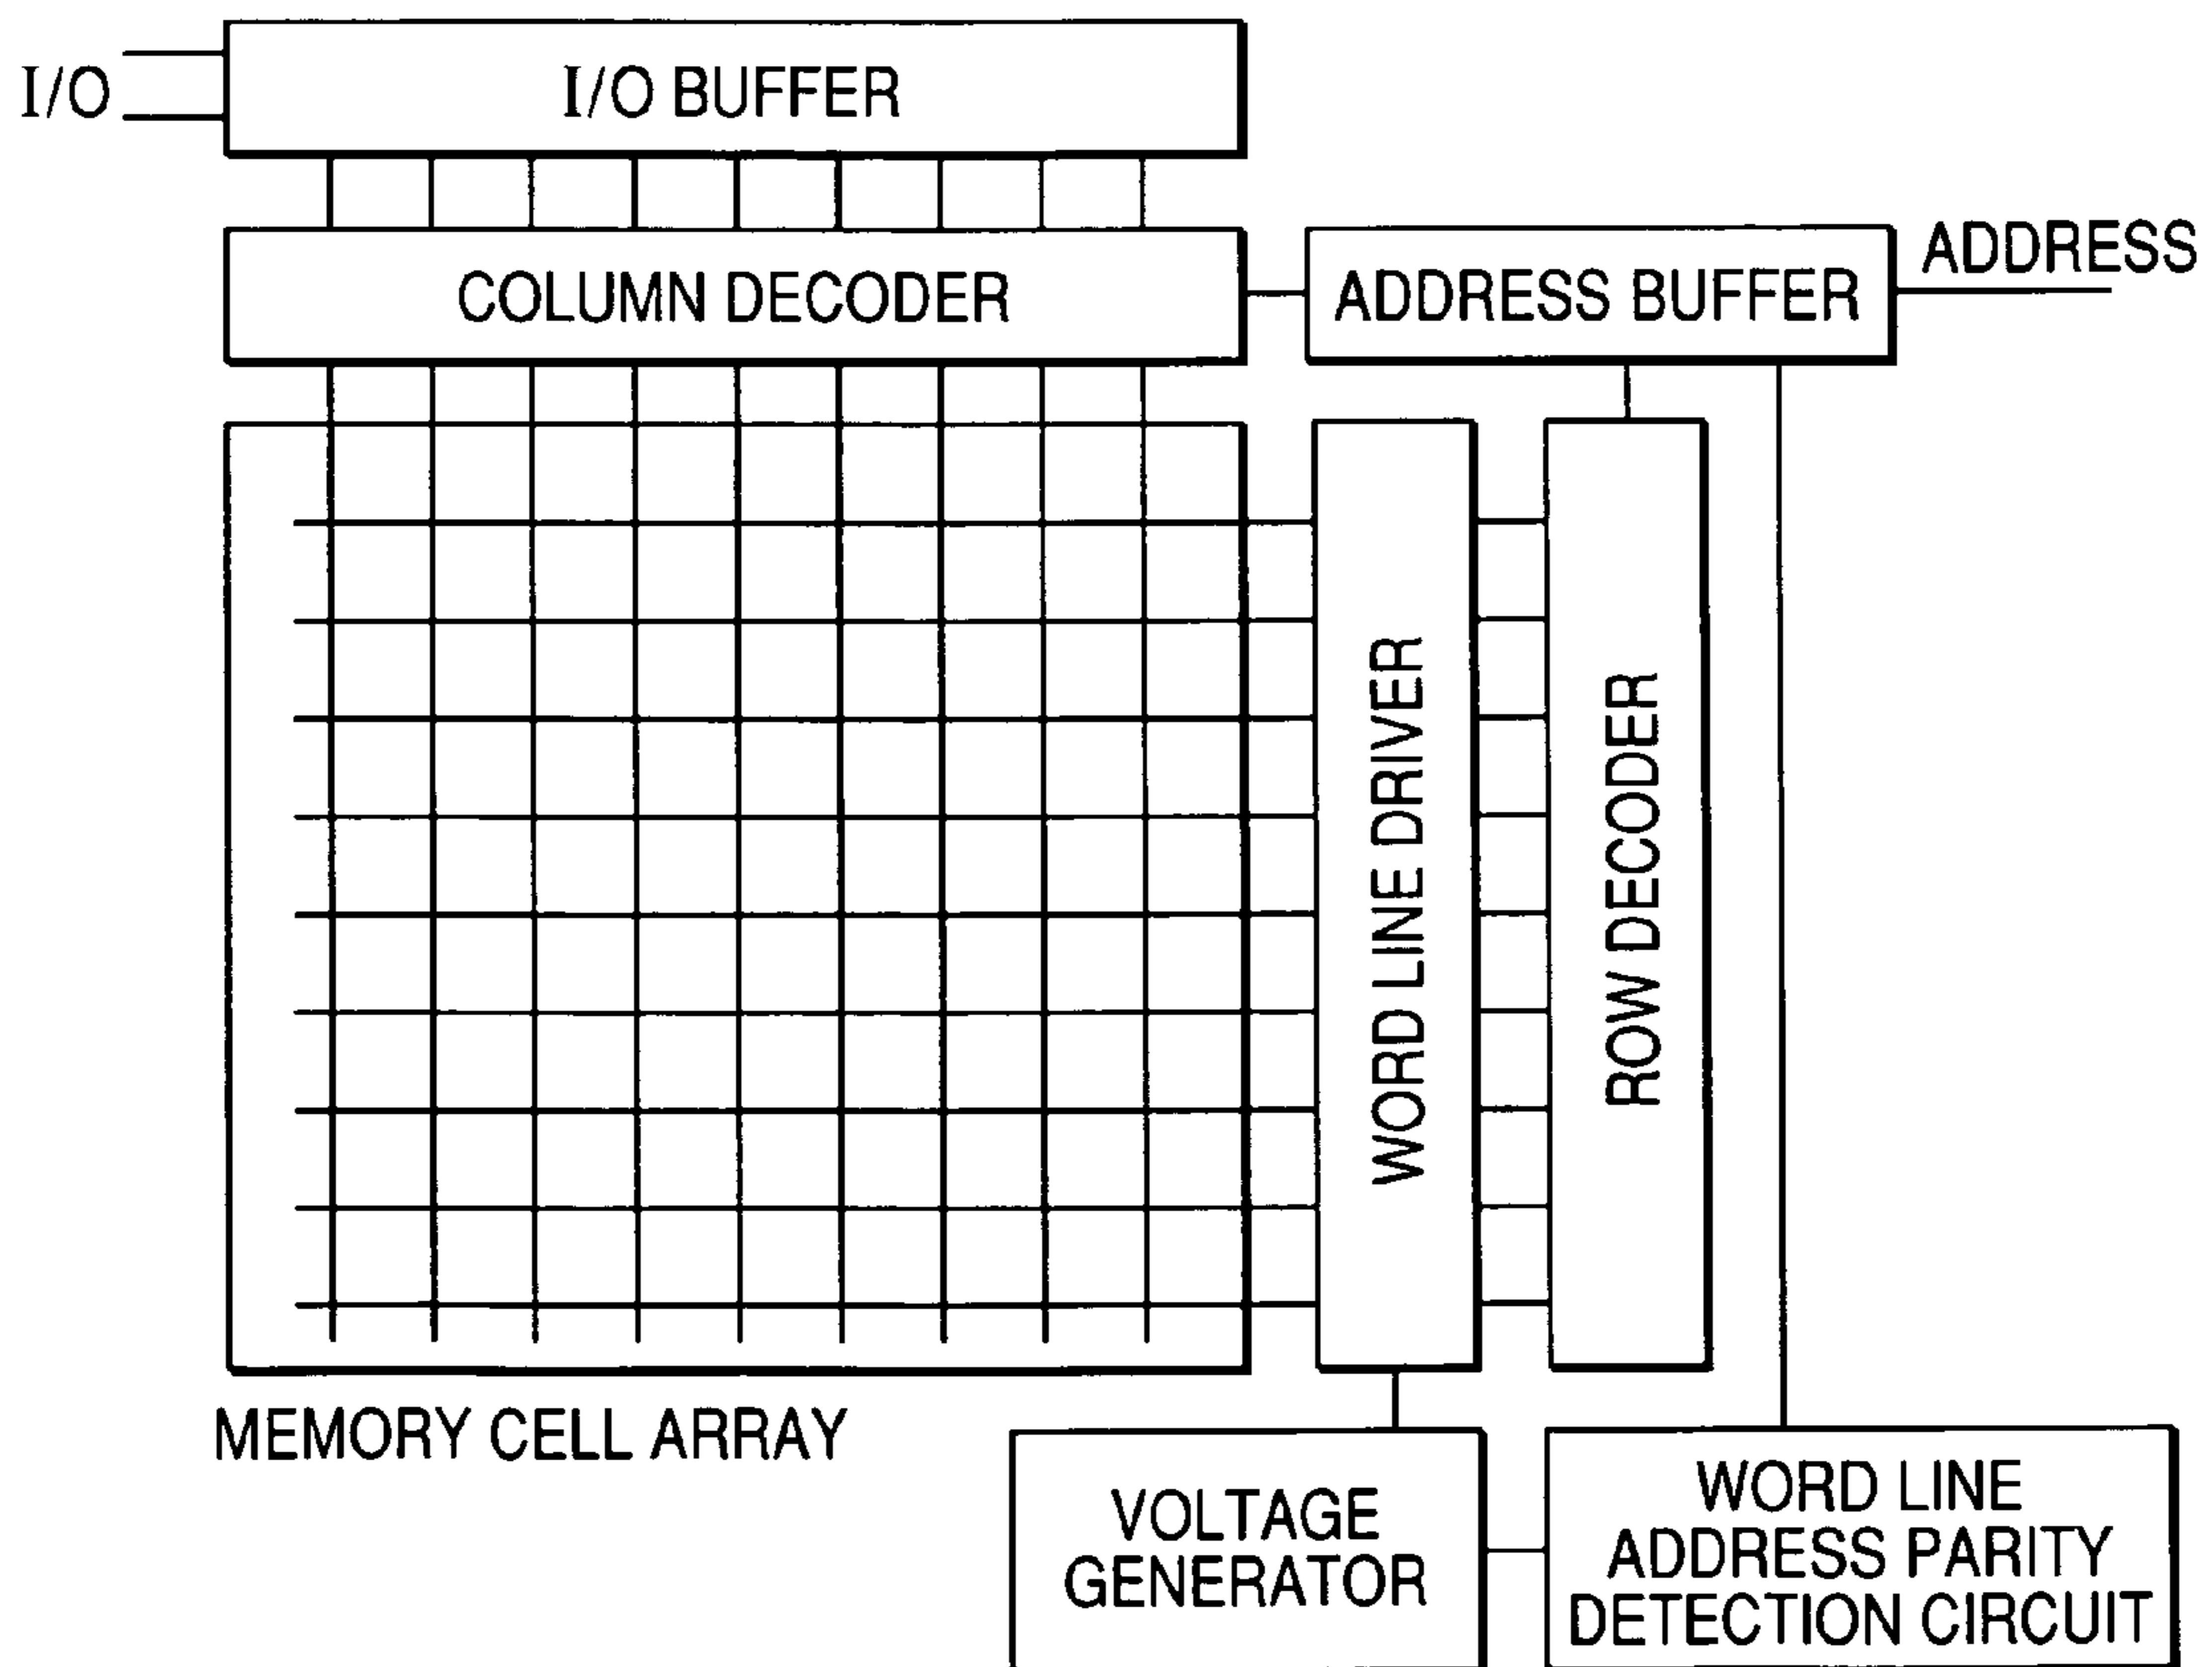 I/O
I/O BUFFER
COLUMN DECODER
ADDRESS BUFFER
ADDRESS
WORD LINE DRIVER
ROW DECODER
MEMORY CELL ARRAY
VOLTAGE
GENERATOR
WORD LINE
ADDRESS PARITY
DETECTION CIRCUIT